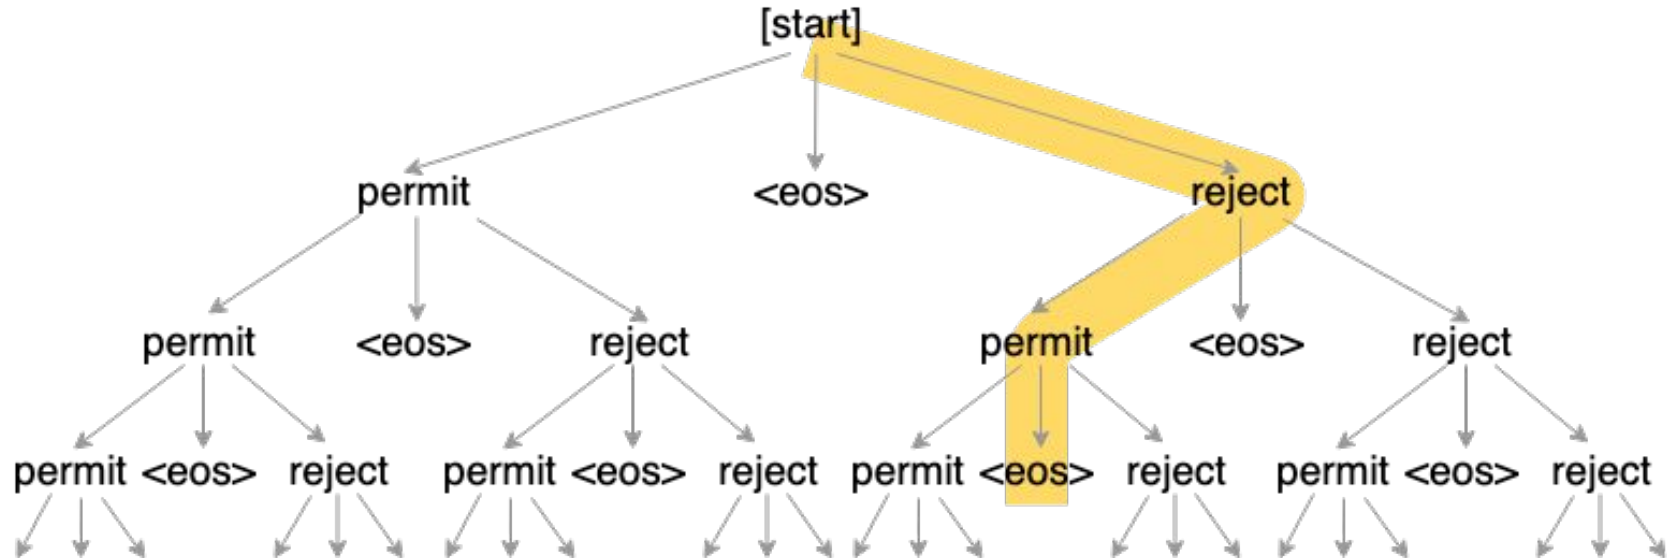 [start]
permit <eos> reject
permit <eos> reject permit <eos> reject
permit <eos> reject permit <eos> reject permit <eos> reject permit <eos> reject